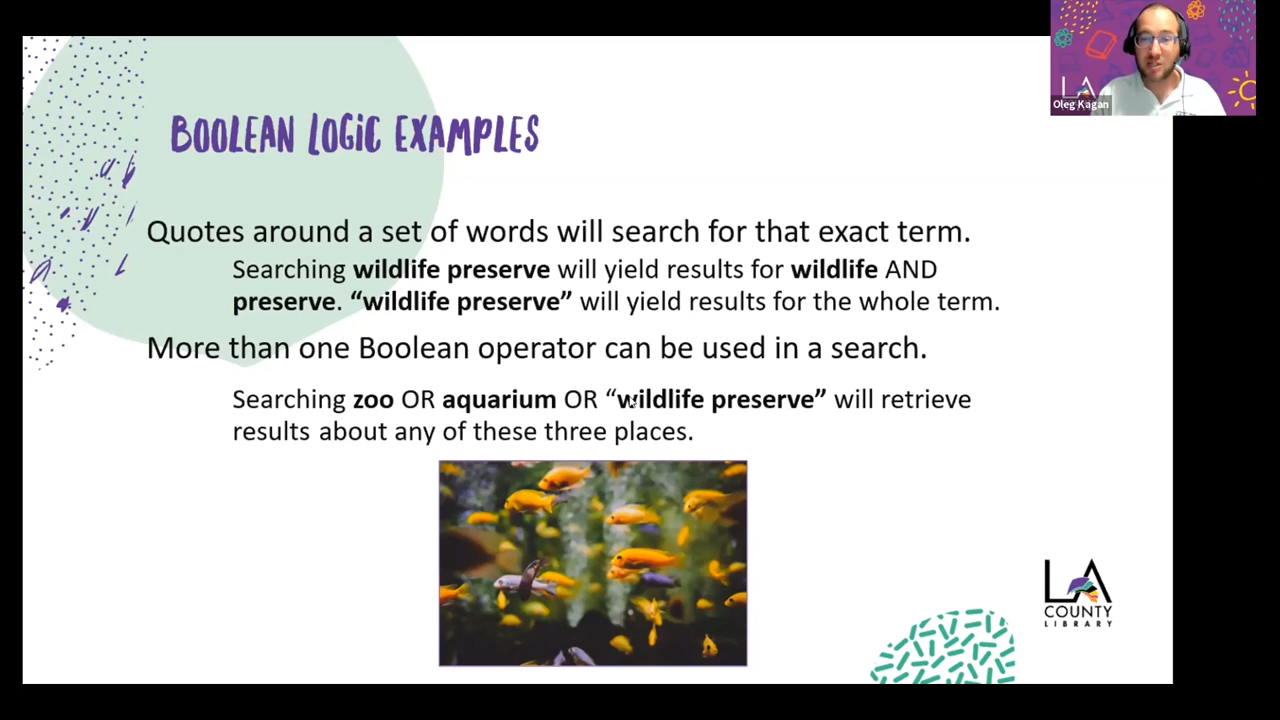 LA
Oleg Kagan
BOOLEAN LOGIC EXAMPLES
Quotes around a set of words will search for that exact term.
Searching wildlife preserve will yield results for wildlife AND
preserve. “wildlife preserve” will yield results for the whole term.
More than one Boolean operator can be used in a search.
Searching zoo OR aquarium OR “wildlife preserve” will retrieve
results about any of these three places.
LA
COUNTY
LIBRARY